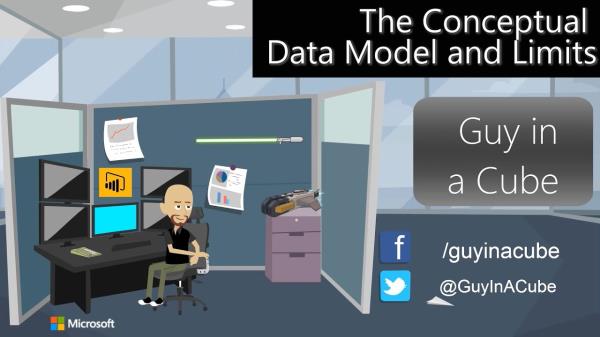 The Conceptual
Data Model and Limits
Guy in
a Cube
f
/guyinacube
@GuyInACube
Microsoft